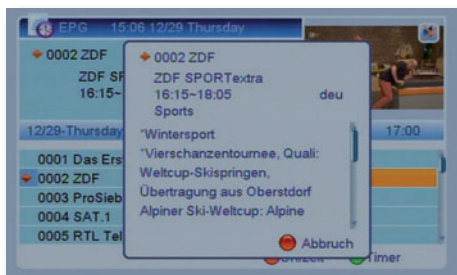 EPG 15:06 12/29 Thursday
0002 ZDF
ZDF SP
16:15~
12/29-Thursday
17:00
0001 Das Ers
0002 ZDF
0003 ProSieb
0004 SAT.1
0005 RTL Tel
0002 ZDF
ZDF SPORTextra
16:15~18:05 deu
Sports
"Wintersport
"Vierschanzentournee, Quali:
Weltcup-Skispringen,
Übertragung aus Oberstdorf
Alpiner Ski-Weltcup: Alpine
Abbruch
Timer